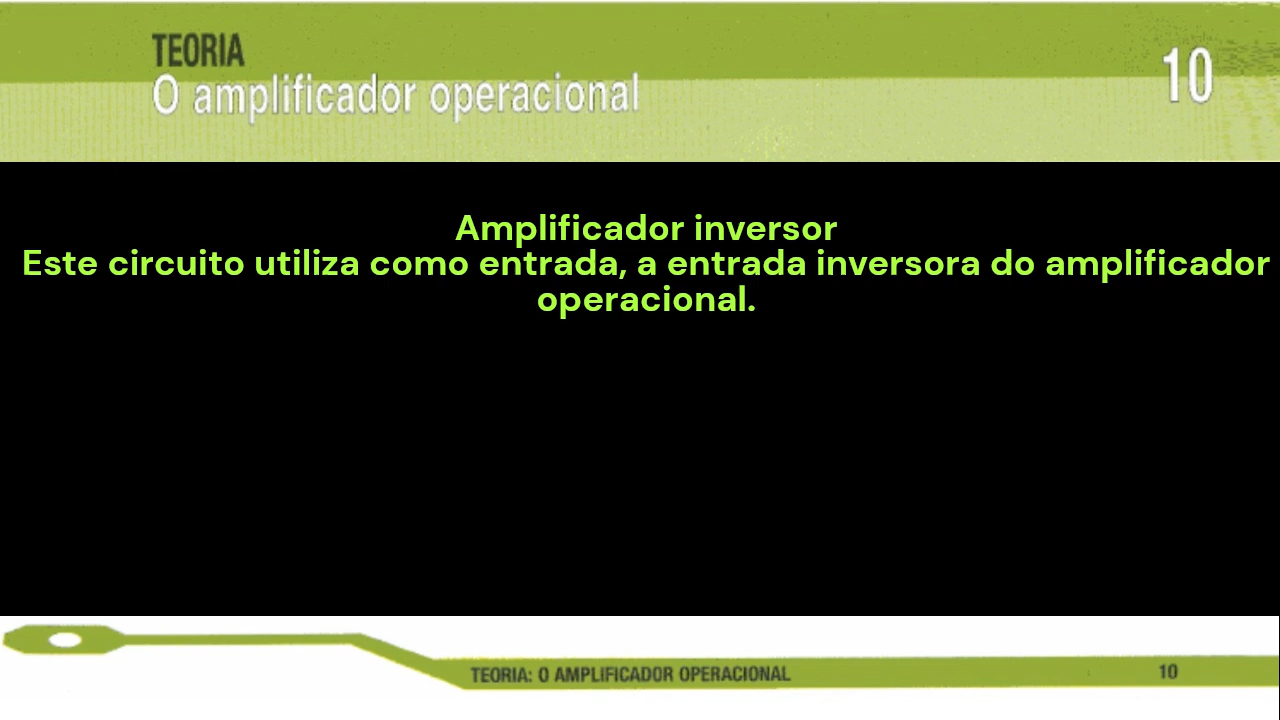 TEORIA
O amplificador operacional
10
Amplificador inversor
Este circuito utiliza como entrada, a entrada inversora do amplificador
operacional.
TEORIA: O AMPLIFICADOR OPERACIONAL
10